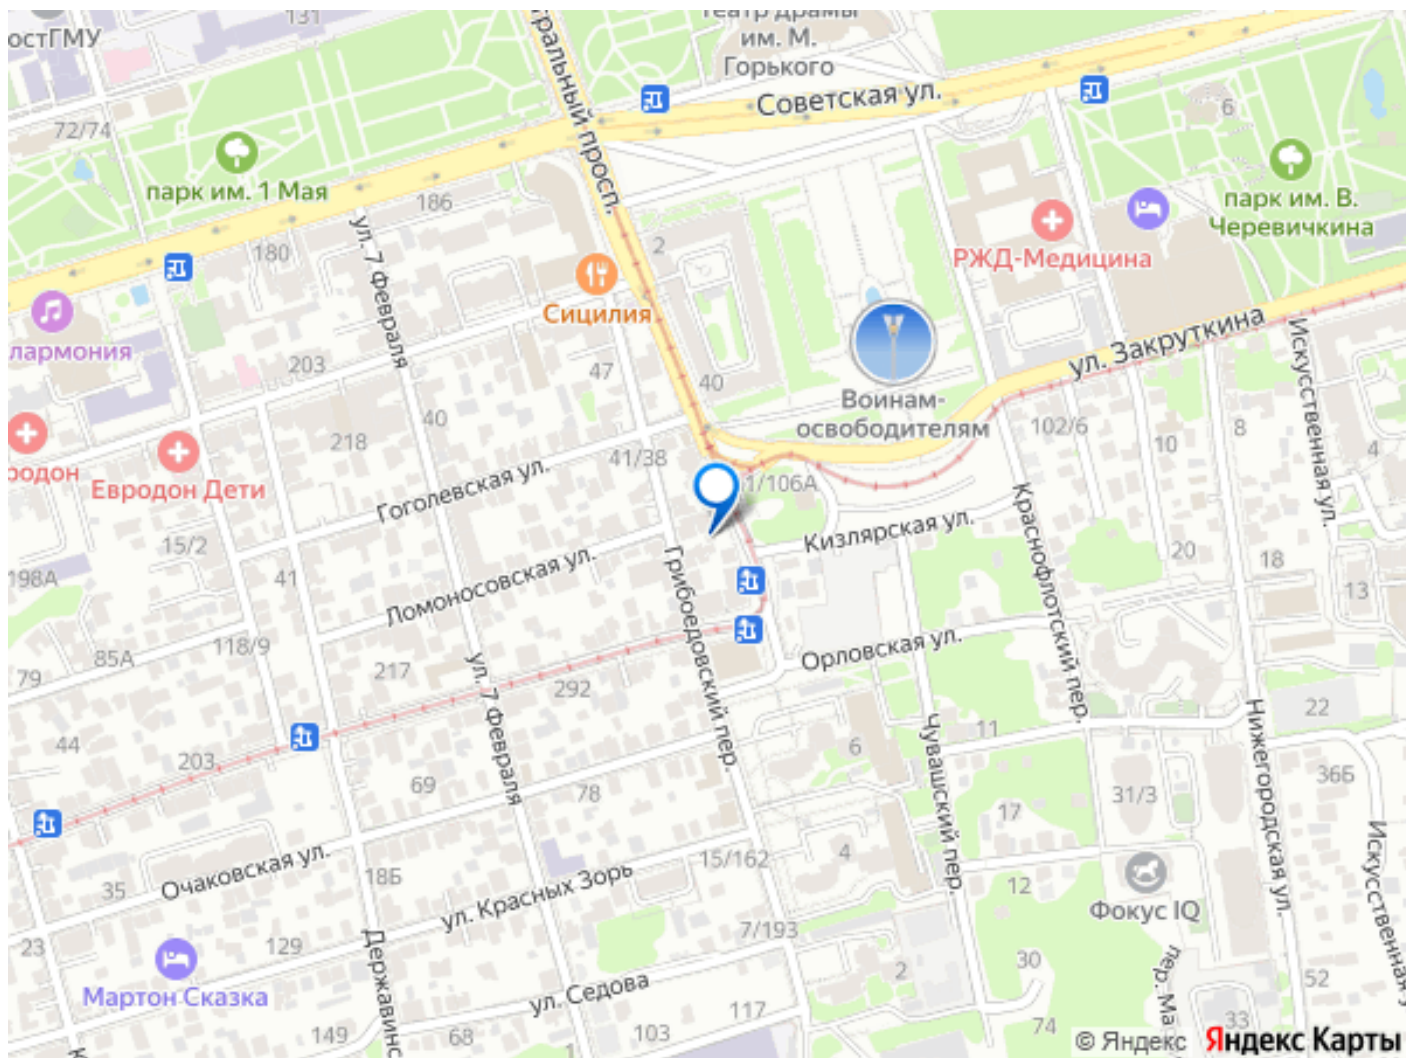 131
остГМУ
театр драмы
им. М.
Горького
тральный просп.
Советская ул.
72/74
парк им. 1 Мая
6
парк им. В.
Черевичкина
186
180
2
ул. 7 Февраля
РЖД-Медицина
Сицилия
лармония
203
47
40
ул. Закруткина
Искусственная ул.
Воинам-
освободителям
218
40
102/6
10
8
4
родон
Евродон Дети
41/38
1/106А
Гоголевская ул.
15/2
Кизлярская ул.
Краснофлотский пер.
20
18
13
198А
41
Ломоносовская ул.
Грибоедовский пер.
118/9
85А
79
217
292
ул. 7 Февраля
Орловская ул.
Чувашский пер.
11
Нижегородская ул.
22
44
203
69
78
6
17
31/3
36Б
Искусственная у
Очаковская ул.
35
18Б
ул. Красных Зорь
15/162
4
12
Фокус IQ
23
129
Державинс
7/193
Мартон Сказка
ул. Седова
2
30
пер. Ма
52
149
68
103
117
74
33
1
© Яндекс Яндекс Карты